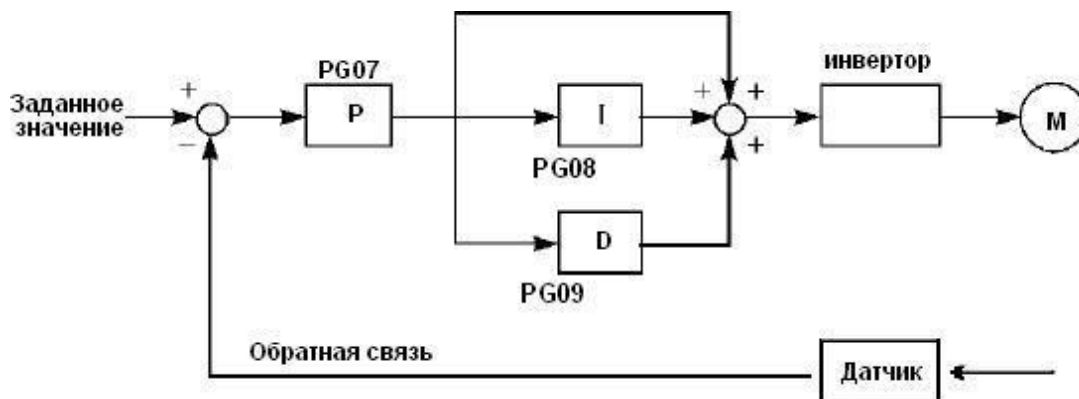 PG07
инвертор
Заданное
значение
+
P
I
+
+
M
−
+
PG08
D
PG09
Обратная связь
Датчик